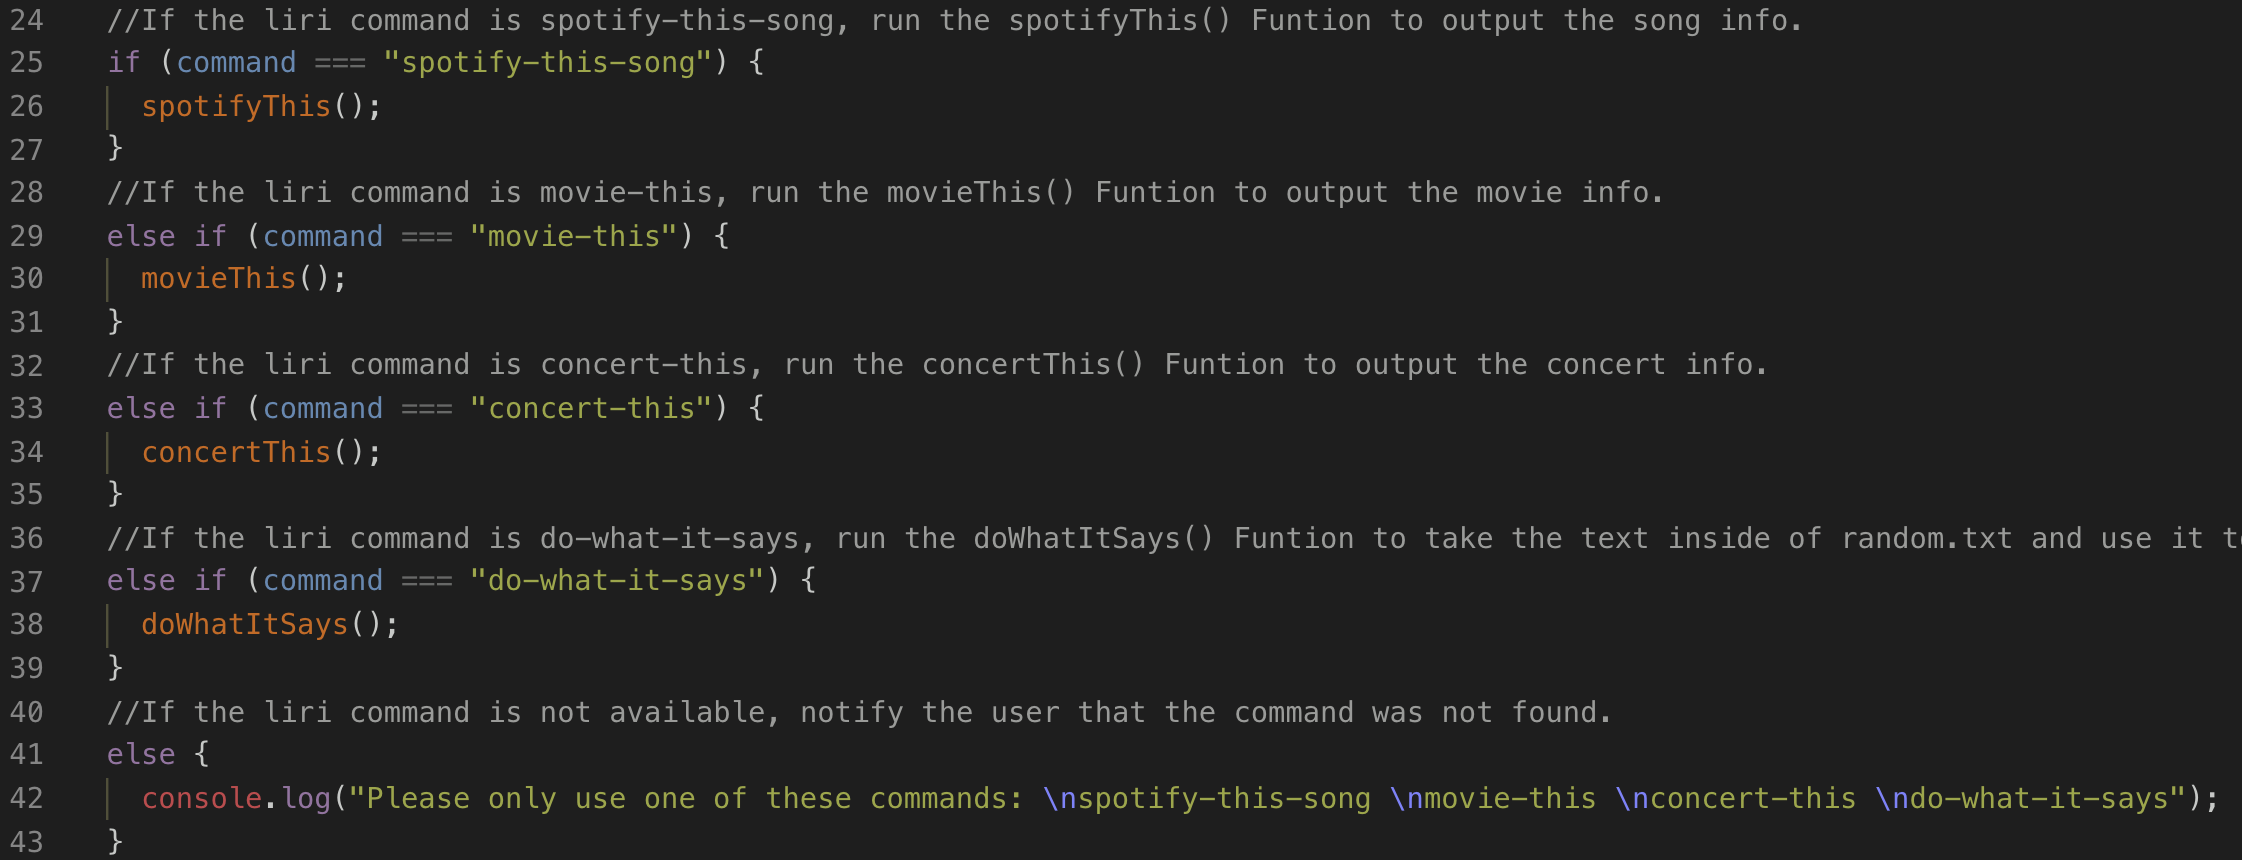 24 //If the liri command is spotify-this-song, run the spotifyThis() Funtion to output the song info.
25 if (command === "spotify-this-song") {
26 spotifyThis();
27 }
28 //If the liri command is movie-this, run the movieThis() Funtion to output the movie info.
29 else if (command === "movie-this") {
30 movieThis();
31 }
32 //If the liri command is concert-this, run the concertThis() Funtion to output the concert info.
33 else if (command === "concert-this") {
34 concertThis();
35 }
36 //If the liri command is do-what-it-says, run the doWhatItSays() Funtion to take the text inside of random.txt and use it
37 else if (command === "do-what-it-says") {
38 doWhatItSays();
39 }
40 //If the liri command is not available, notify the user that the command was not found.
41 else {
42 console.log("Please only use one of these commands: \nspotify-this-song \nmovie-this \nconcert-this \ndo-what-it-says");
43 }